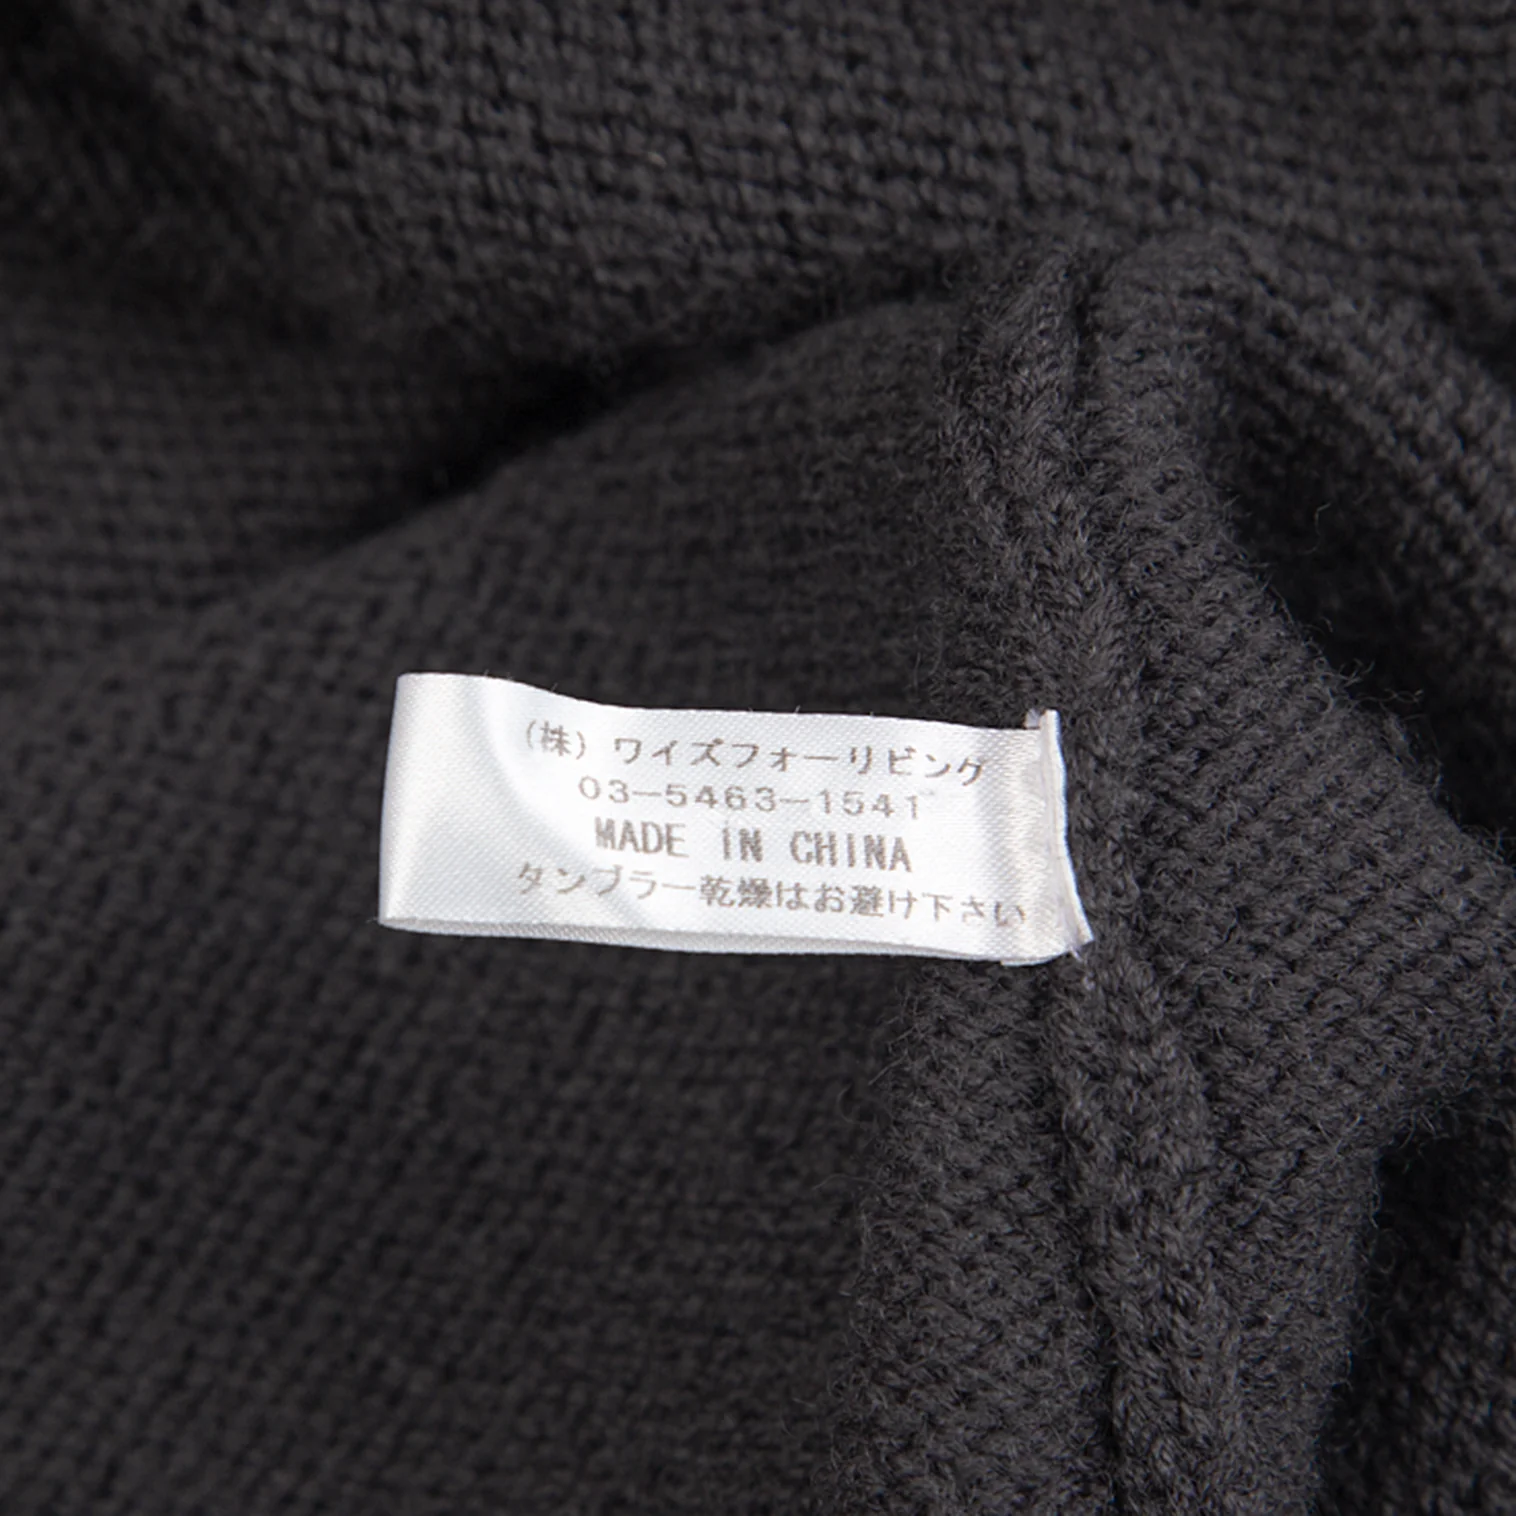 (株)ワイズフォーリビング
03-5463-1541
MADE iN CHINA
タンブラー乾燥はお避け下さい